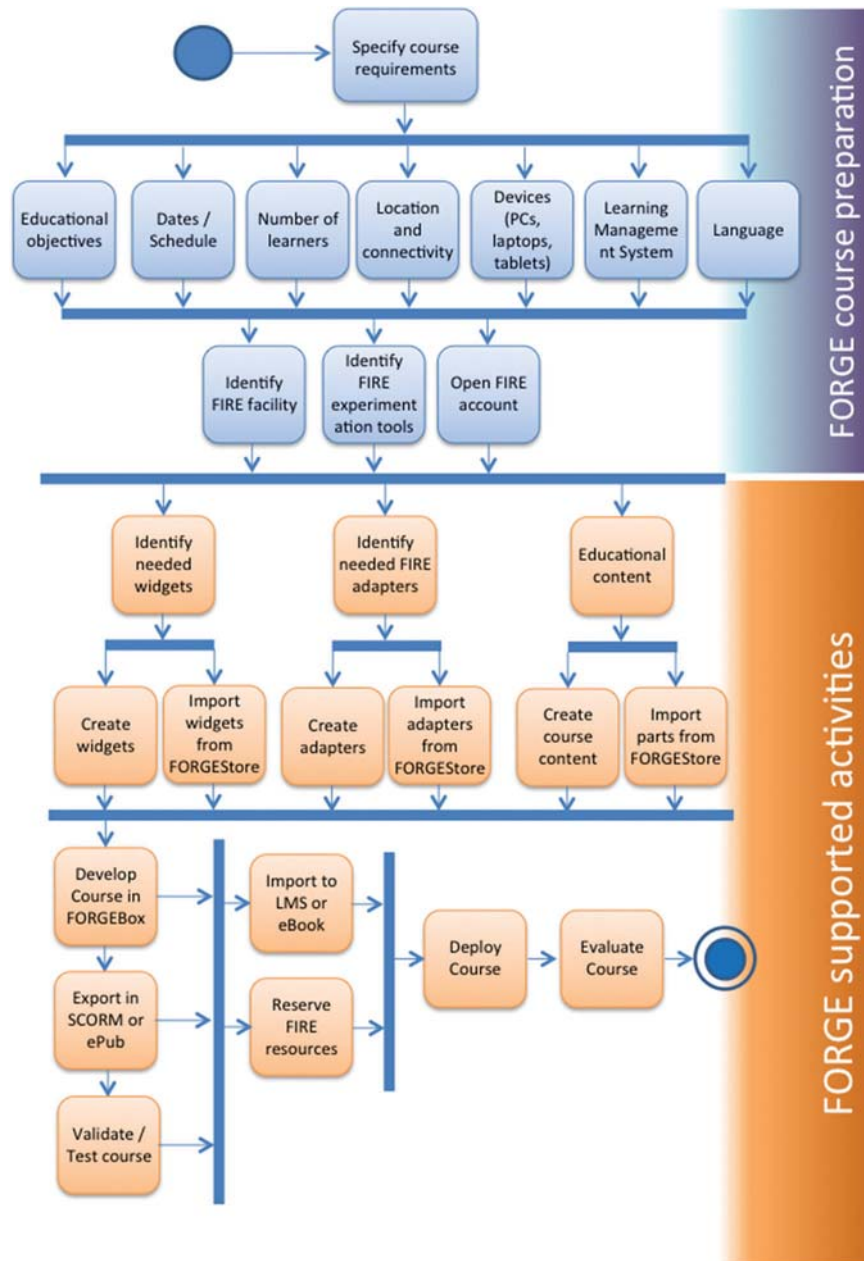 Specify course
requirements
Educational
objectives
Dates /
Schedule
Number of
learners
Location
and
connectivity
Devices
(PCs,
laptops,
tablets)
Learning
Manageme
nt System
Language
Identify
FIRE facility
Identify
FIRE
experiment
ation tools
Open FIRE
account
FORGE course preparation
Identify
needed
widgets
Identify
needed FIRE
adapters
Educational
content
Create
widgets
Import
widgets
from
FORGEStore
Create
adapters
Import
adapters
from
FORGEStore
Create
course
content
Import
parts from
FORGEStore
Develop
Course in
FORGEBox
Export in
SCORM or
ePub
Validate /
Test course
Import to
LMS or
eBook
Reserve
FIRE
resources
Deploy
Course
Evaluate
Course
FORGE supported activities